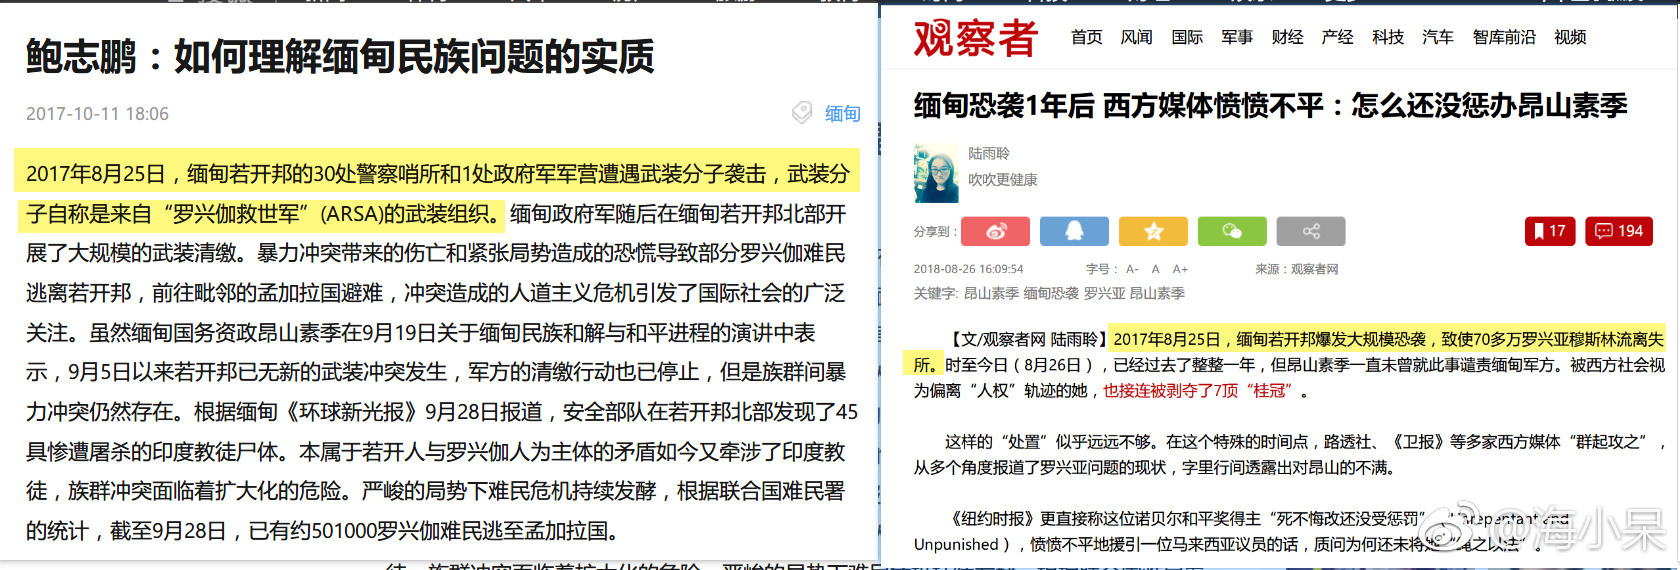 鲍志鹏：如何理解缅甸民族问题的实质
2017-10-11 18:06
缅甸
2017年8月25日，缅甸若开邦的30处警察哨所和1处政府军军营遭遇武装分子袭击，武装分
子自称是来自“罗兴伽救世军”(ARSA)的武装组织。缅甸政府军随后在缅甸若开邦北部开
展了大规模的武装清缴。暴力冲突带来的伤亡和紧张局势造成的恐慌导致部分罗兴伽难民
逃离若开邦，前往毗邻的孟加拉国避难，冲突造成的人道主义危机引发了国际社会的广泛
关注。虽然缅甸国务资政昂山素季在9月19日关于缅甸民族和解与和平进程的演讲中表
示，9月5日以来若开邦已无新的武装冲突发生，军方的清缴行动也已停止，但是族群间暴
力冲突仍然存在。根据缅甸《环球新光报》9月28日报道，安全部队在若开邦北部发现了45
具惨遭屠杀的印度教徒尸体。本属于若开人与罗兴伽人为主体的矛盾如今又牵涉了印度教
徒，族群冲突面临着扩大化的危险。严峻的局势下难民危机持续发酵，根据联合国难民署
的统计，截至9月28日，已有约501000罗兴伽难民逃至孟加拉国。
观察者
首页 风闻 国际 军事 财经 产经 科技 汽车 智库前沿 视频
缅甸恐袭1年后 西方媒体愤愤不平：怎么还没惩办昂山素季
陆雨聆
吹吹更健康
分享到：
17
194
2018-08-26 16:09:54 字号： A- A A+ 来源：观察者网
关键字: 昂山素季 缅甸恐袭 罗兴亚 昂山素季
【文/观察者网 陆雨聆】2017年8月25日，缅甸若开邦爆发大规模恐袭，致使70多万罗兴亚穆斯林流离失
所。时至今日（8月26日），已经过去了整整一年，但昂山素季一直未曾就此事谴责缅甸军方。被西方社会视
为偏离“人权”轨迹的她，也接连被剥夺了7顶“桂冠”。
这样的“处置”似乎远远不够。在这个特殊的时间点，路透社、《卫报》等多家西方媒体“群起攻之”，
从多个角度报道了罗兴亚问题的现状，字里行间透露出对昂山的不满。
《纽约时报》更直接称这位诺贝尔和平奖得主“死不悔改还没受惩罚”（Unrepentant and
Unpunished），愤愤不平地援引一位马来西亚议员的话，质问为何还未将她“绳之以法”。
@海小呆